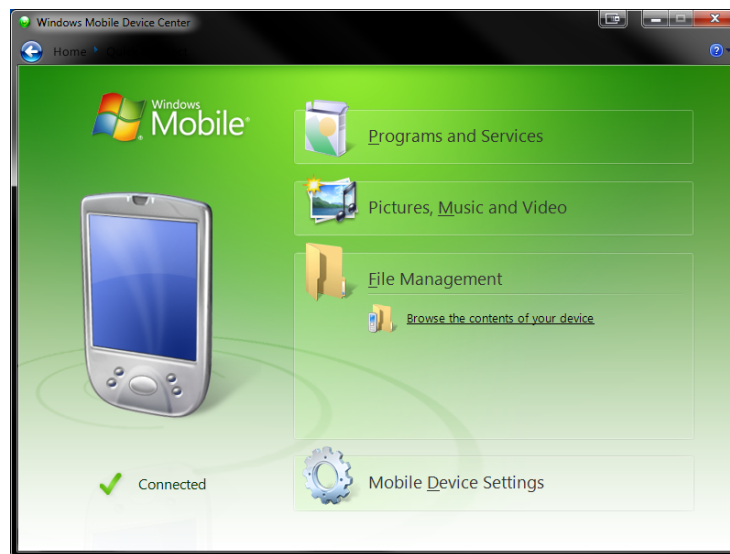 Windows Mobile Device Center
Home
Windows
Mobile
Programs and Services
Pictures, Music and Video
File Management
Browse the contents of your device
Connected
Mobile Device Settings